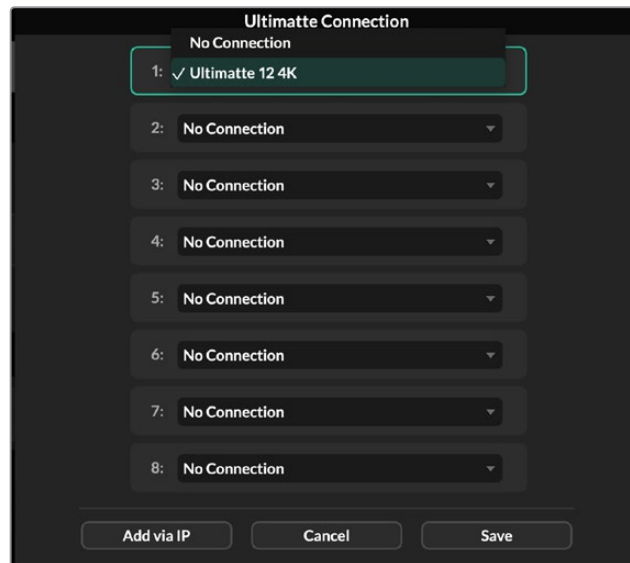 Ultimatte Connection
No Connection
1: ✓ Ultimatte 12 4K
2: No Connection
3: No Connection
4: No Connection
5: No Connection
6: No Connection
7: No Connection
8: No Connection
Add via IP Cancel Save